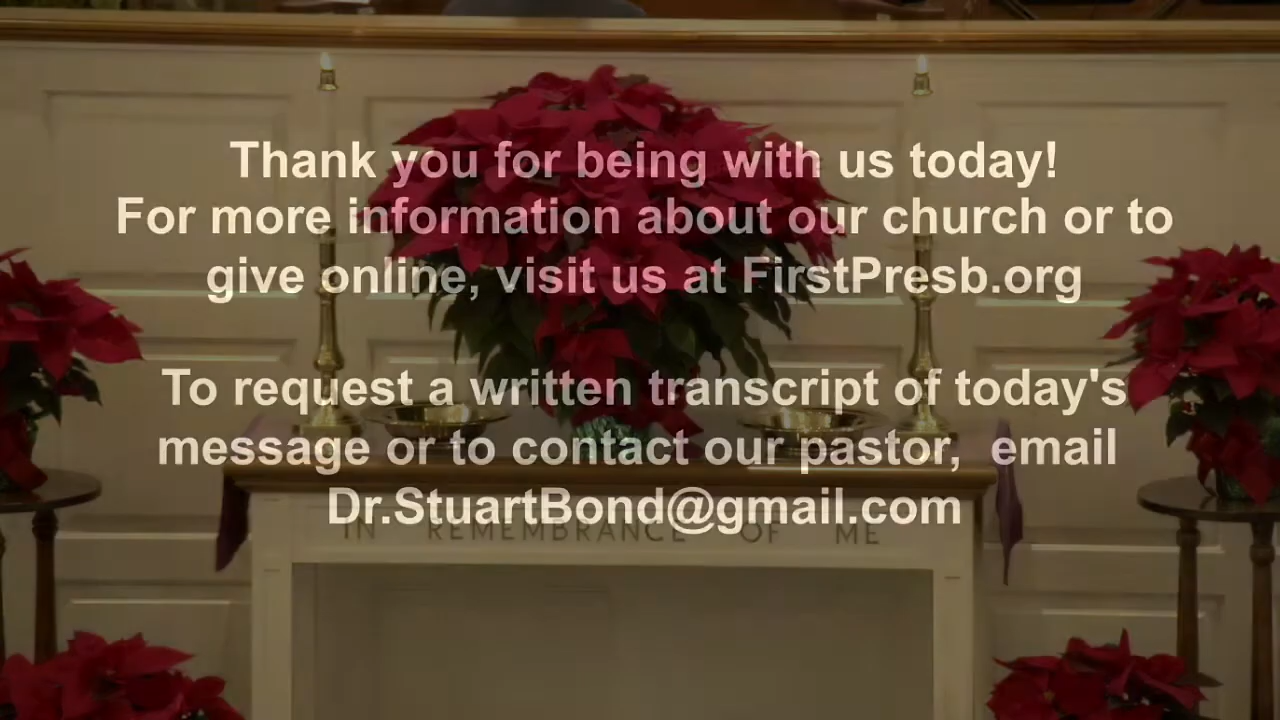 Thank you for being with us today!
For more information about our church or to
give online, visit us at FirstPresb.org
To request a written transcript of today's
message or to contact our pastor,  email
Dr.StuartBond@gmail.com
IN REMEMBRANCE OF ME